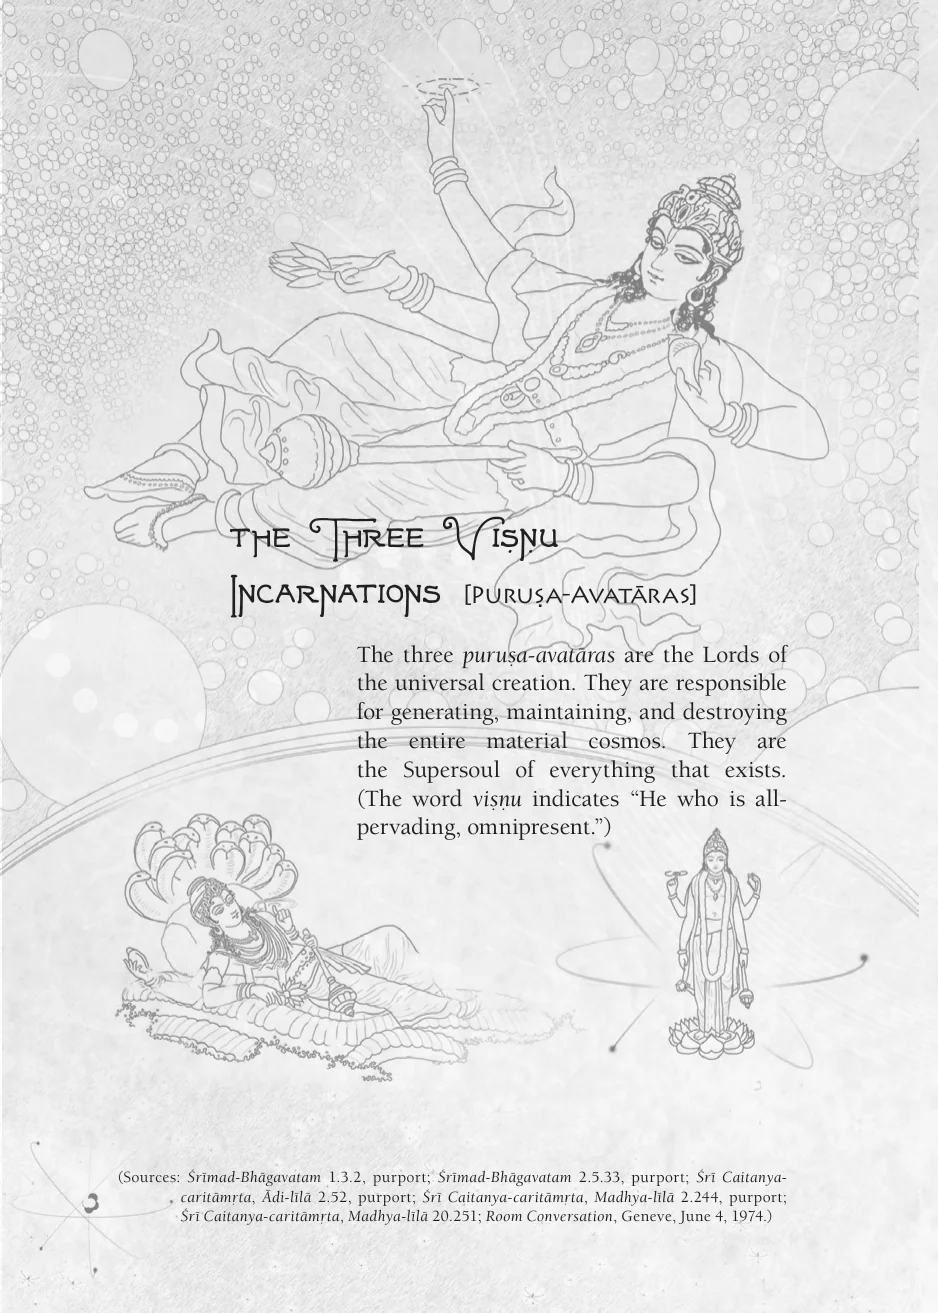 THE THREE VIṢṆU
INCARNATIONS [PURUṢA-AVATĀRAS]
The three puruṣa-avatāras are the Lords of
the universal creation. They are responsible
for generating, maintaining, and destroying
the entire material cosmos. They are
the Supersoul of everything that exists.
(The word viṣṇu indicates “He who is all-
pervading, omnipresent.”)
(Sources: Śrīmad-Bhāgavatam 1.3.2, purport; Śrīmad-Bhāgavatam 2.5.33, purport; Śrī Caitanya-
caritāmṛta, Ādi-līlā 2.52, purport; Śrī Caitanya-caritāmṛta, Madhya-līlā 2.244, purport;
Śrī Caitanya-caritāmṛta, Madhya-līlā 20.251; Room Conversation, Geneve, June 4, 1974.)
3